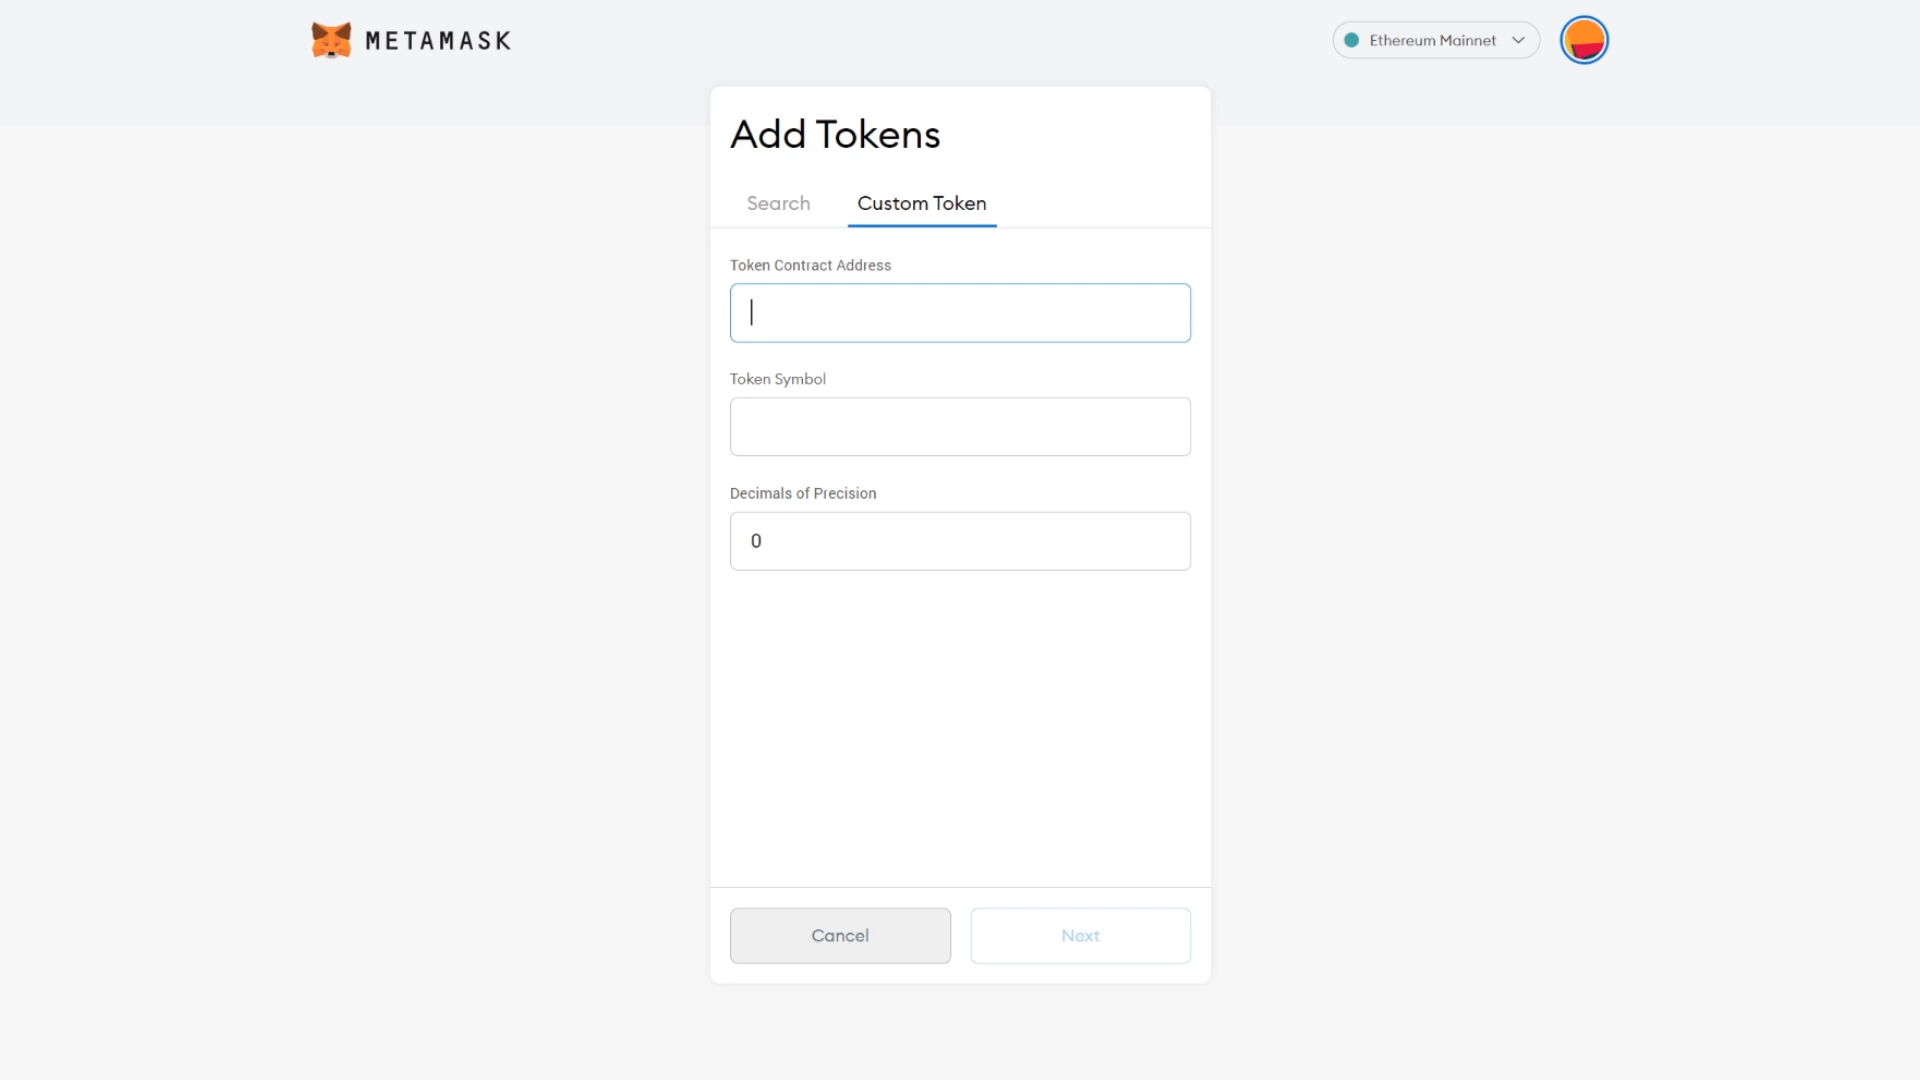 METAMASK
Ethereum Mainnet
Add Tokens
Search
Custom Token
Token Contract Address
Token Symbol
Decimals of Precision
0
Cancel
Next